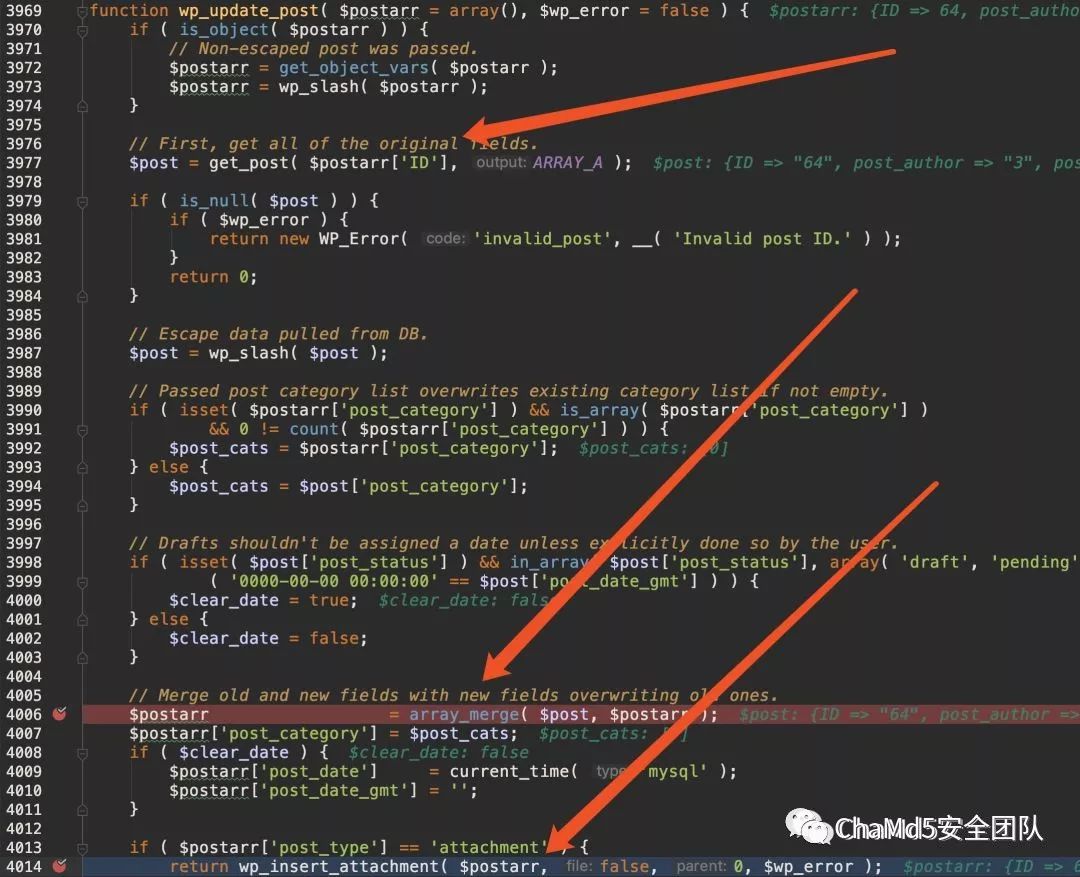 3969 function wp_update_post( $postarr = array(), $wp_error = false ) { $postarr: {ID => 64, post_autho
3970 if ( is_object( $postarr ) ) {
3971 // Non-escaped post was passed.
3972 $postarr = get_object_vars( $postarr );
3973 $postarr = wp_slash( $postarr );
3974 }
3975
3976 // First, get all of the original fields.
3977 $post = get_post( $postarr['ID'], output: ARRAY_A ); $post: {ID => "64", post_author => "3", pos
3978
3979 if ( is_null( $post ) ) {
3980 if ( $wp_error ) {
3981 return new WP_Error( code: 'invalid_post', __( 'Invalid post ID.' ) );
3982 }
3983 return 0;
3984 }
3985
3986 // Escape data pulled from DB.
3987 $post = wp_slash( $post );
3988
3989 // Passed post category list overwrites existing category list if not empty.
3990 if ( isset( $postarr['post_category'] ) && is_array( $postarr['post_category'] )
3991 && 0 != count( $postarr['post_category'] ) ) {
3992 $post_cats = $postarr['post_category']; $post_cats: 0]
3993 } else {
3994 $post_cats = $post['post_category'];
3995 }
3996
3997 // Drafts shouldn't be assigned a date unless explicitly done so by the user.
3998 if ( isset( $post['post_status'] ) && in_array( $post['post_status'], array( 'draft', 'pending'
3999 ( '0000-00-00 00:00:00' == $post['post_date_gmt'] ) ) {
4000 $clear_date = true; $clear_date: false
4001 } else {
4002 $clear_date = false;
4003 }
4004
4005 // Merge old and new fields with new fields overwriting old ones.
4006 $postarr = array_merge( $post, $postarr ); $post: {ID => "64", post_author =>
4007 $postarr['post_category'] = $post_cats; $post_cats: ]
4008 if ( $clear_date ) { $clear_date: false
4009 $postarr['post_date'] = current_time( type: 'mysql' );
4010 $postarr['post_date_gmt'] = '';
4011 }
4012
4013 if ( $postarr['post_type'] == 'attachment' ) {
4014 return wp_insert_attachment( $postarr, file: false, parent: 0, $wp_error ); $postarr: {ID => 6
ChaMd5安全团队